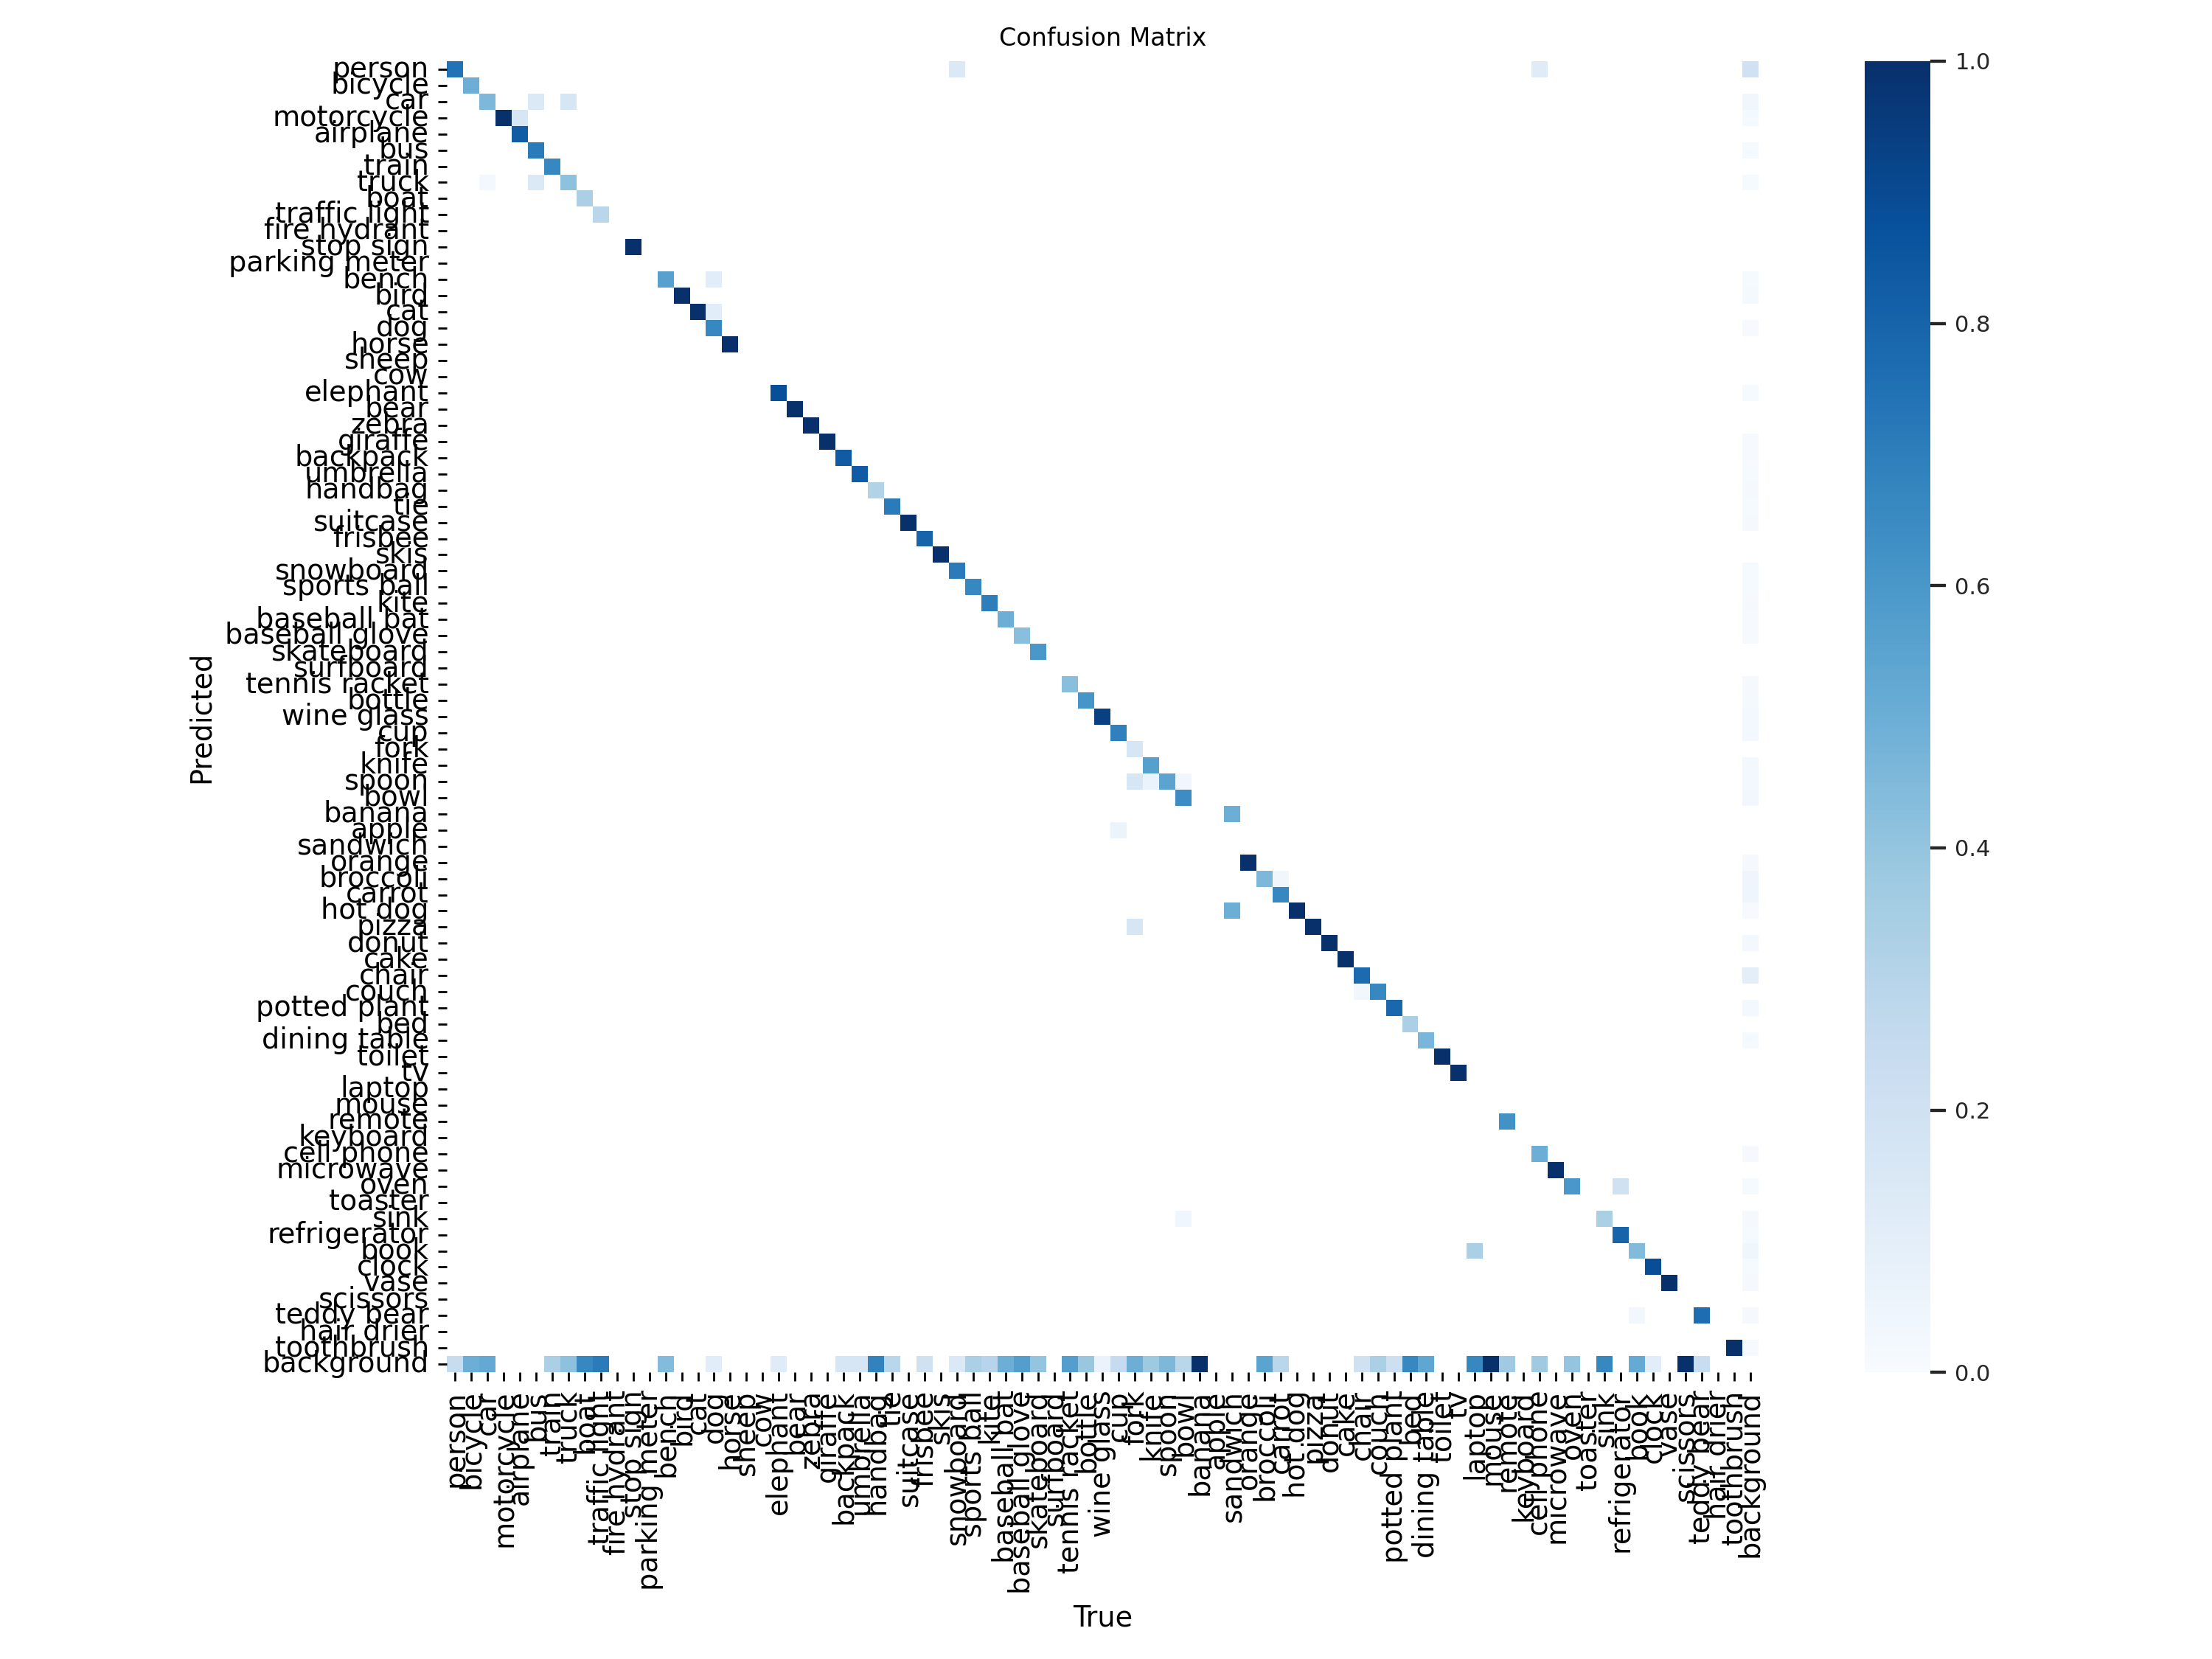 Confusion Matrix
person
bicycle
car
motorcycle
airplane
bus
train
truck
boat
traffic light
fire hydrant
stop sign
parking meter
bench
bird
cat
dog
horse
sheep
cow
elephant
bear
zebra
giraffe
backpack
umbrella
handbag
tie
suitcase
frisbee
skis
snowboard
sports ball
kite
baseball bat
baseball glove
skateboard
surfboard
tennis racket
bottle
wine glass
cup
fork
knife
spoon
bowl
banana
apple
sandwich
orange
broccoli
carrot
hot dog
pizza
donut
cake
chair
couch
potted plant
bed
dining table
toilet
tv
laptop
mouse
remote
keyboard
cell phone
microwave
oven
toaster
sink
refrigerator
book
clock
vase
scissors
teddy bear
hair drier
toothbrush
background
Predicted
person
bicycle
car
motorcycle
airplane
bus
train
truck
boat
traffic light
fire hydrant
stop sign
parking meter
bench
bird
cat
dog
horse
sheep
cow
elephant
bear
zebra
giraffe
backpack
umbrella
handbag
tie
suitcase
frisbee
skis
snowboard
sports ball
kite
baseball bat
baseball glove
skateboard
surfboard
tennis racket
bottle
wine glass
cup
fork
knife
spoon
bowl
banana
apple
sandwich
orange
broccoli
carrot
hot dog
pizza
donut
cake
chair
couch
potted plant
bed
dining table
toilet
tv
laptop
mouse
remote
keyboard
cell phone
microwave
oven
toaster
sink
refrigerator
book
clock
vase
scissors
teddy bear
hair drier
toothbrush
background
True
1.0
0.8
0.6
0.4
0.2
0.0